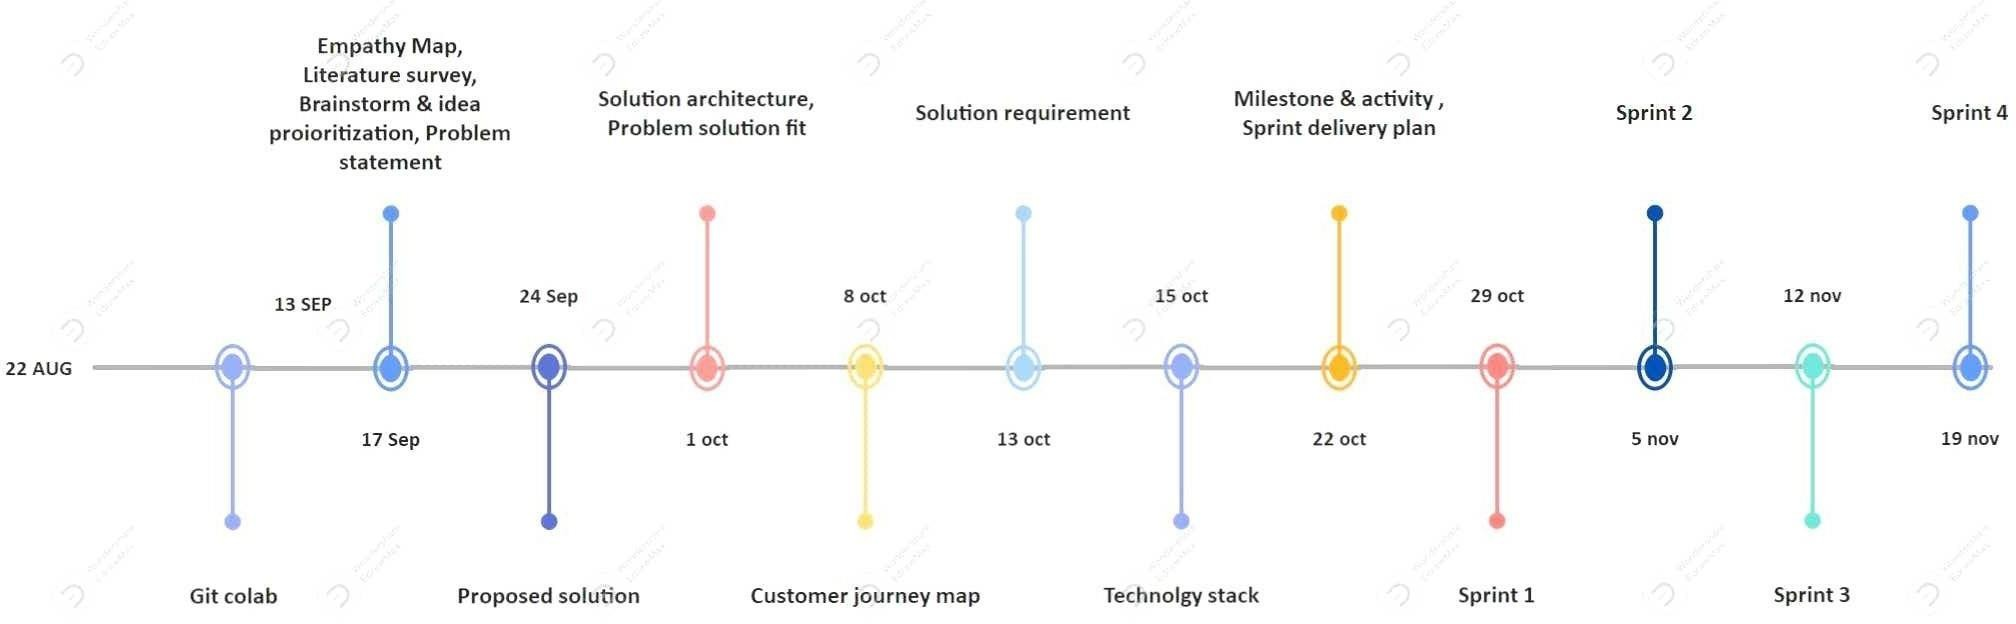 Empathy Map,
Literature survey,
Brainstorm & idea
proioritization, Problem
statement
Solution architecture,
Problem solution fit
Solution requirement
Milestone & activity ,
Sprint delivery plan
Sprint 2
Sprint 4
13 SEP
24 Sep
8 oct
15 oct
29 oct
12 nov
22 AUG
17 Sep
1 oct
13 oct
22 oct
5 nov
19 nov
Git colab
Proposed solution
Customer journey map
Technolgy stack
Sprint 1
Sprint 3